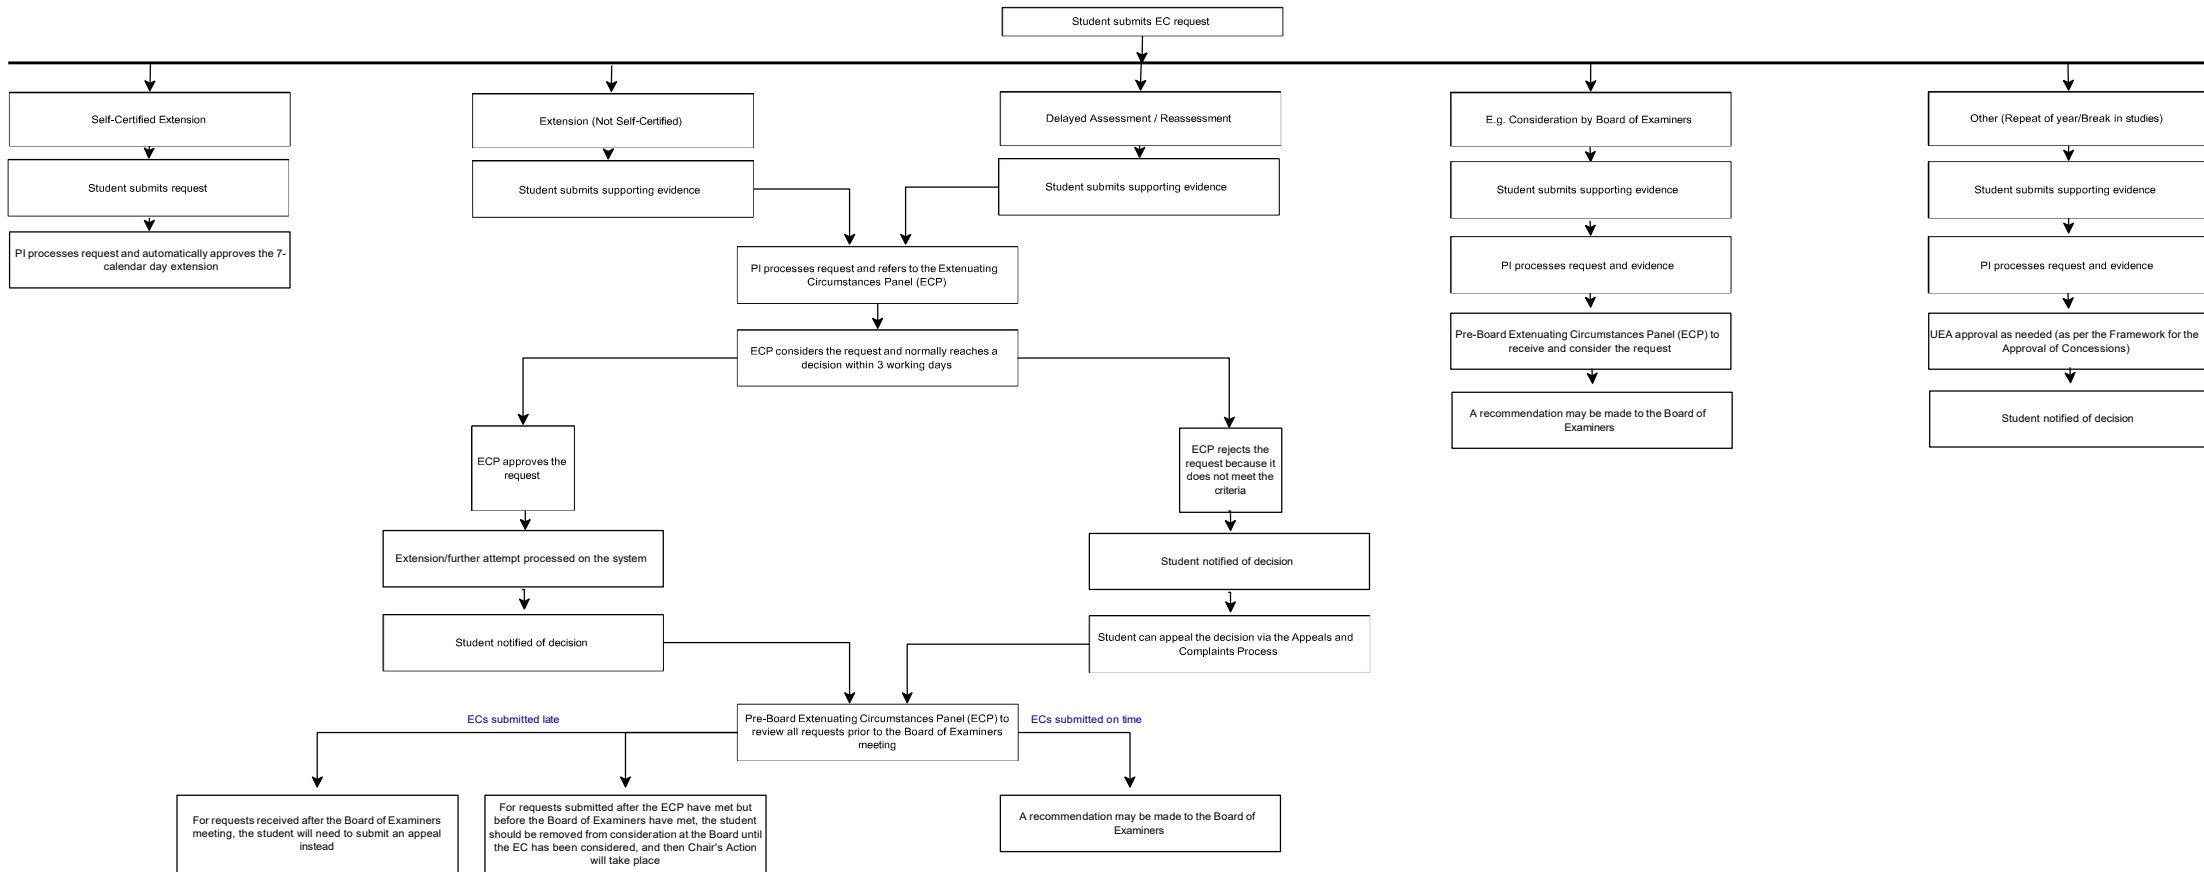 Student submits EC request
Self-Certified Extension
Extension (Not Self-Certified)
Delayed Assessment / Reassessment
E.g. Consideration by Board of Examiners
Other (Repeat of year/Break in studies)
Student submits request
Student submits supporting evidence
Student submits supporting evidence
Student submits supporting evidence
Student submits supporting evidence
PI processes request and automatically approves the 7-
calendar day extension
PI processes request and refers to the Extenuating
Circumstances Panel (ECP)
PI processes request and evidence
PI processes request and evidence
ECP considers the request and normally reaches a
decision within 3 working days
Pre-Board Extenuating Circumstances Panel (ECP) to
receive and consider the request
UEA approval as needed (as per the Framework for the
Approval of Concessions)
A recommendation may be made to the Board of
Examiners
Student notified of decision
ECP approves the
request
ECP rejects the
request because it
does not meet the
criteria
Extension/further attempt processed on the system
Student notified of decision
Student notified of decision
Student can appeal the decision via the Appeals and
Complaints Process
ECs submitted late
Pre-Board Extenuating Circumstances Panel (ECP) to
review all requests prior to the Board of Examiners
meeting
ECs submitted on time
For requests received after the Board of Examiners
meeting, the student will need to submit an appeal
instead
For requests submitted after the ECP have met but
before the Board of Examiners have met, the student
should be removed from consideration at the Board until
the EC has been considered, and then Chair's Action
will take place
A recommendation may be made to the Board of
Examiners